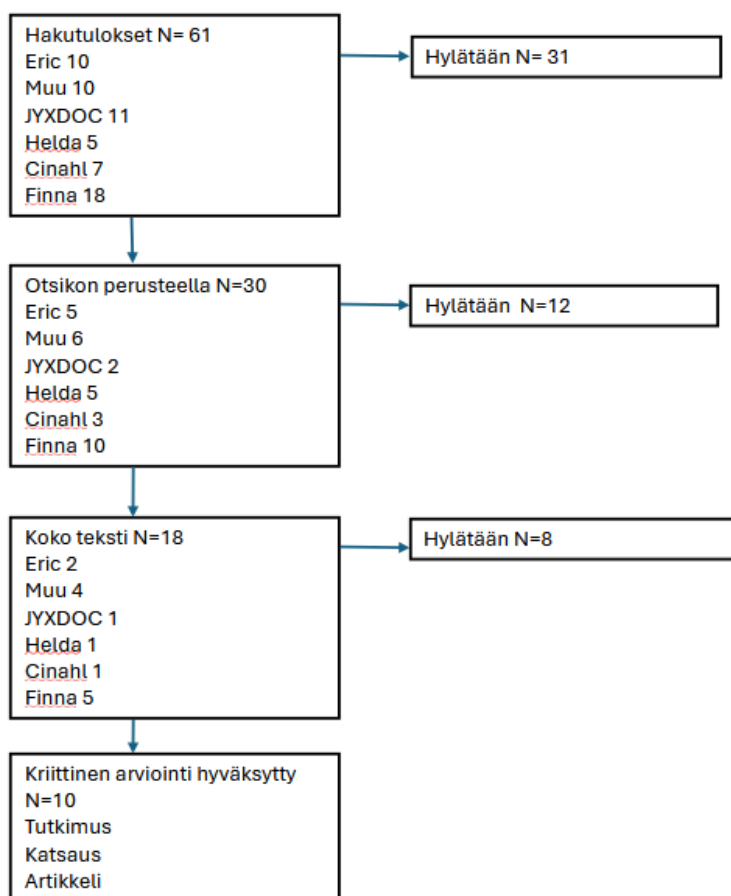 Hakutulokset N= 61
Eric 10
Muu 10
JYXDOC 11
Helda 5
Cinahl 7
Finna 18
Hylätään N= 31
Otsikon perusteella N=30
Eric 5
Muu 6
JYXDOC 2
Helda 5
Cinahl 3
Finna 10
Hylätään  N=12
Koko teksti N=18
Eric 2
Muu 4
JYXDOC 1
Helda 1
Cinahl 1
Finna 5
Hylätään N=8
Kriittinen arviointi hyväksytty
N=10
Tutkimus
Katsaus
Artikkeli